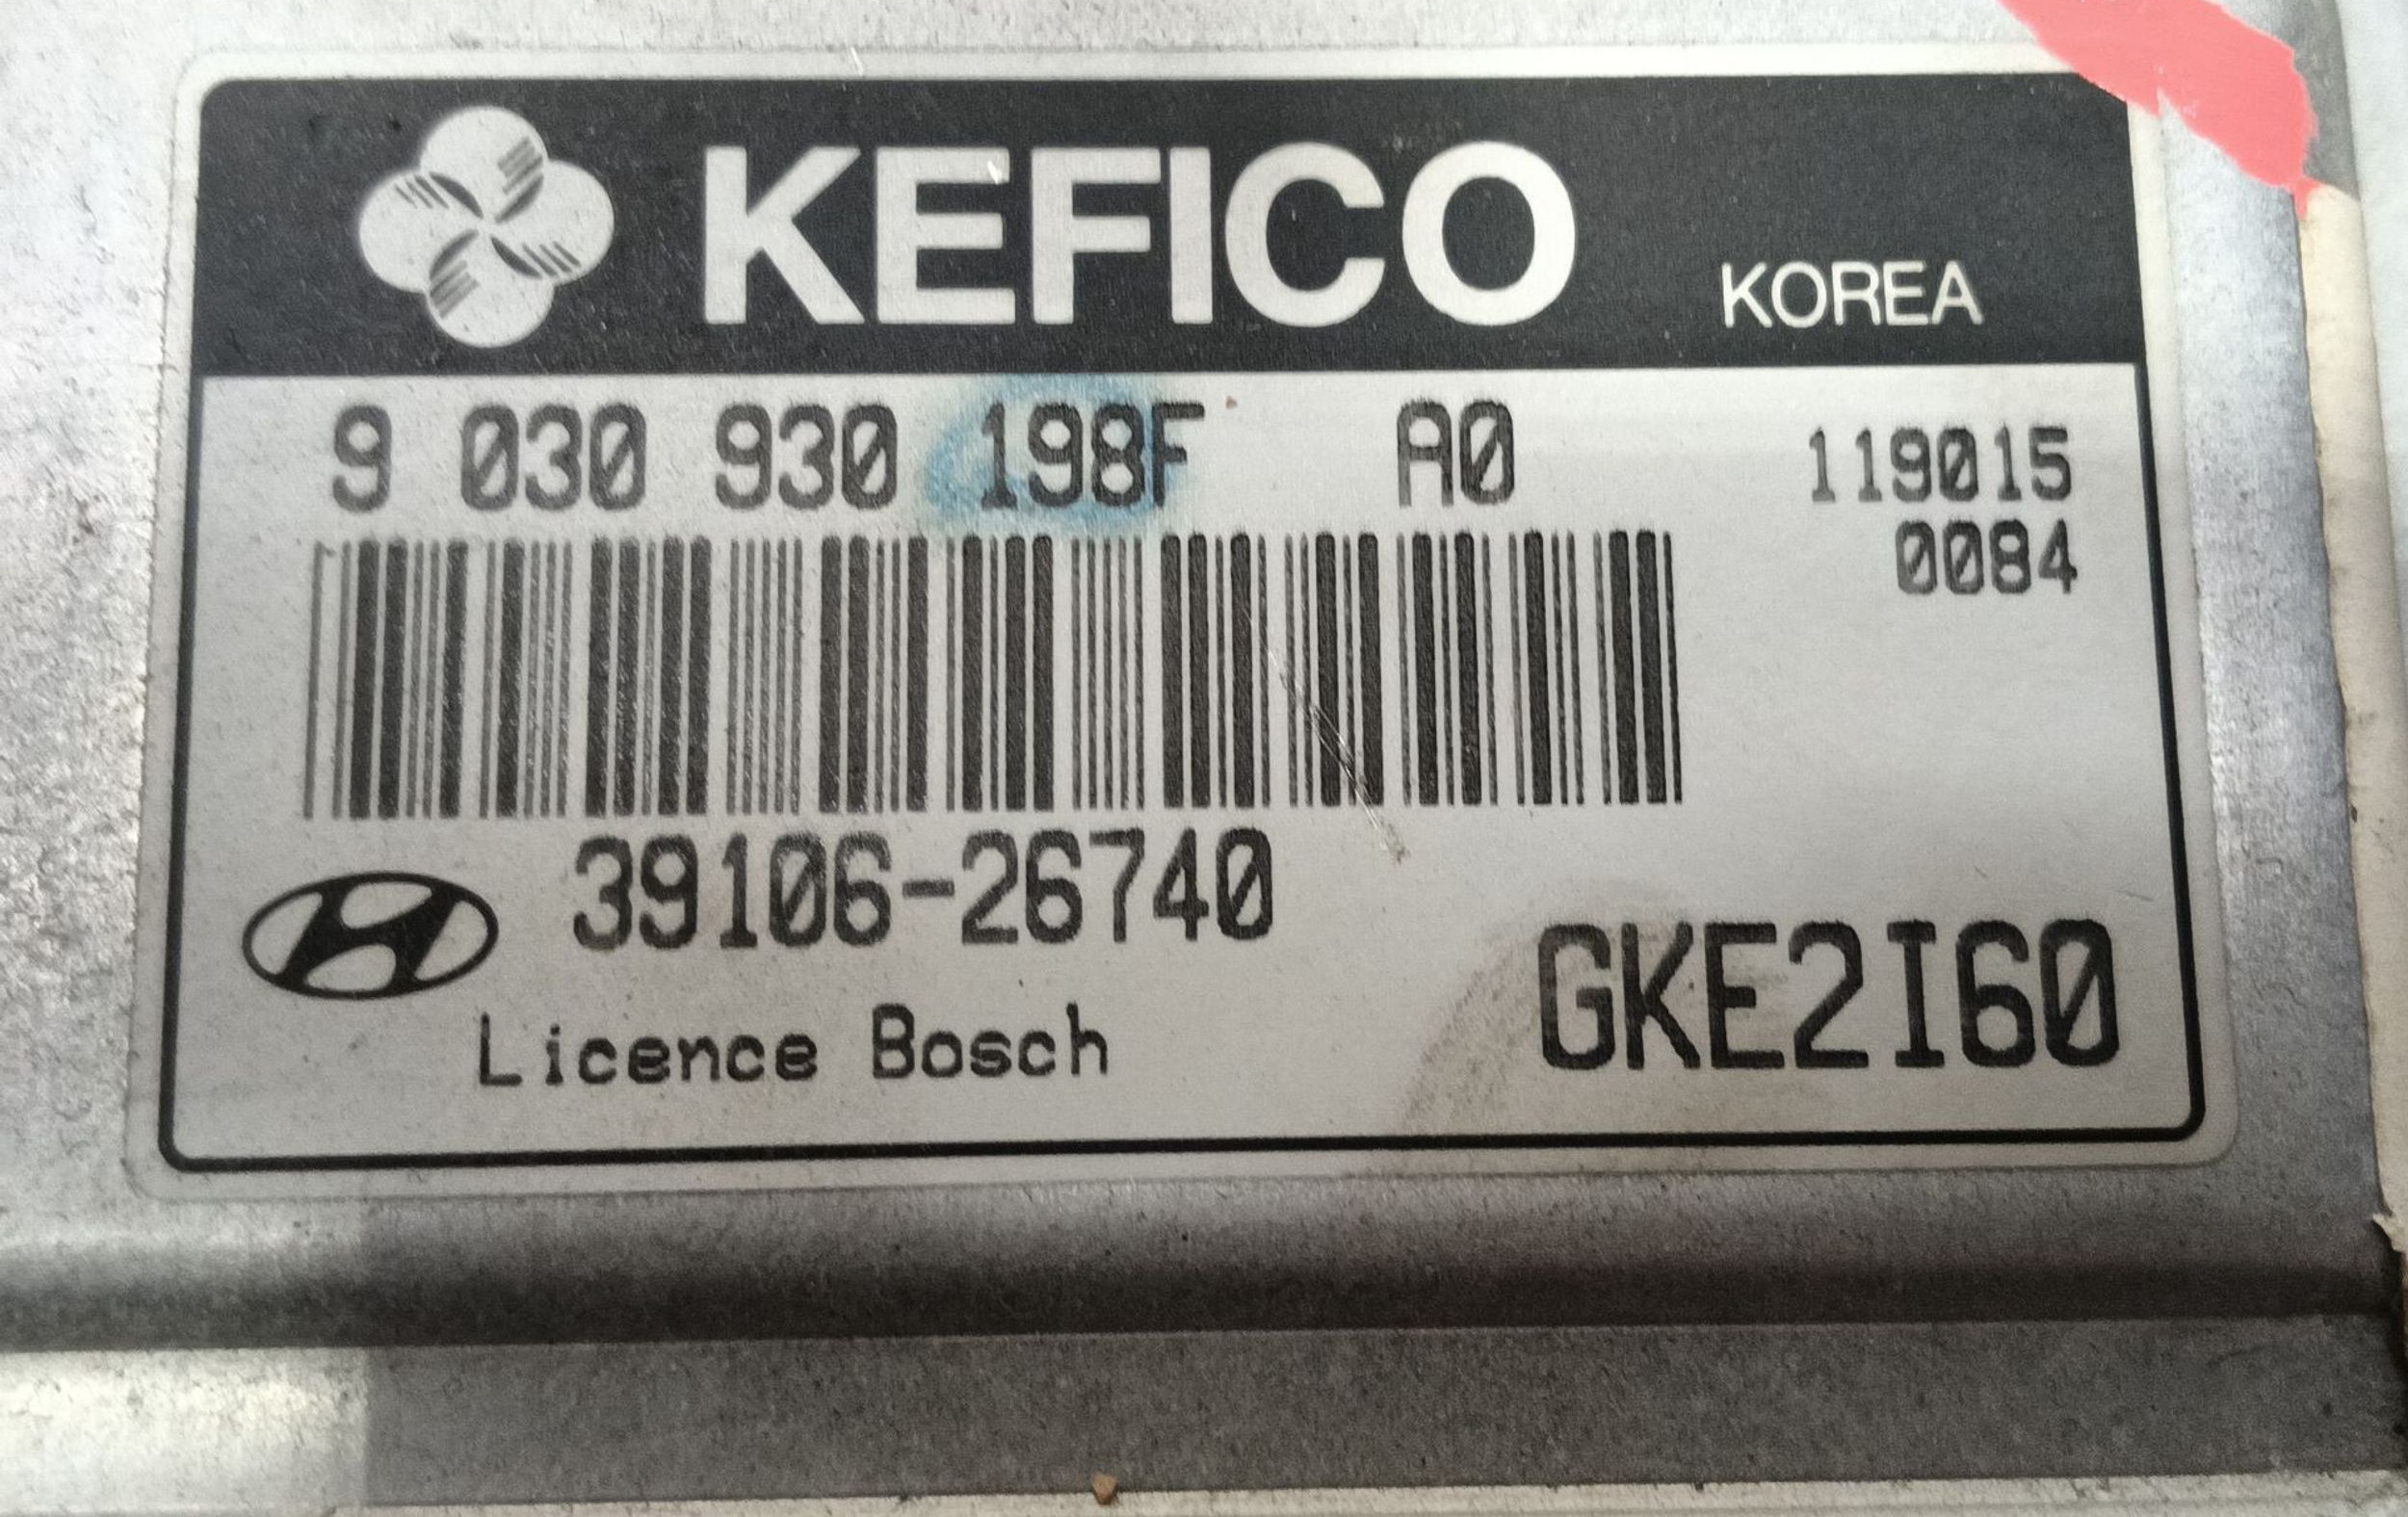 KEFICO KOREA
9 030 930 198F A0 119015
0084
39106-26740
GKE2I60
Licence Bosch